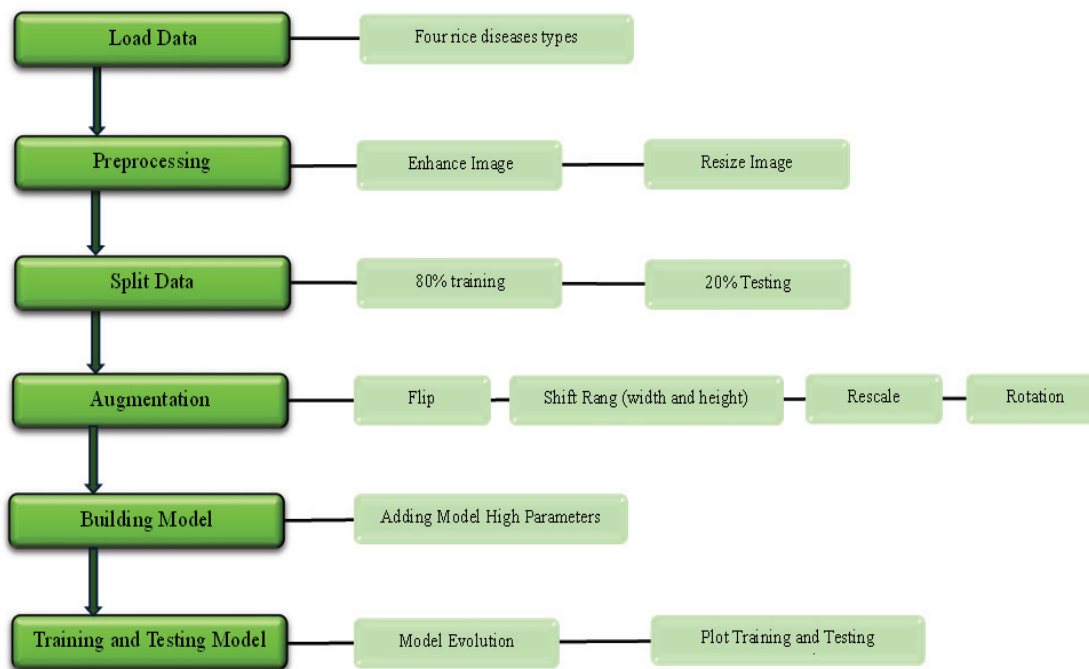 Load Data
Four rice diseases types
Preprocessing
Enhance Image
Resize Image
Split Data
80% training
20% Testing
Augmentation
Flip
Shift Rang (width and height)
Rescale
Rotation
Building Model
Adding Model High Parameters
Training and Testing Model
Model Evolution
Plot Training and Testing
.